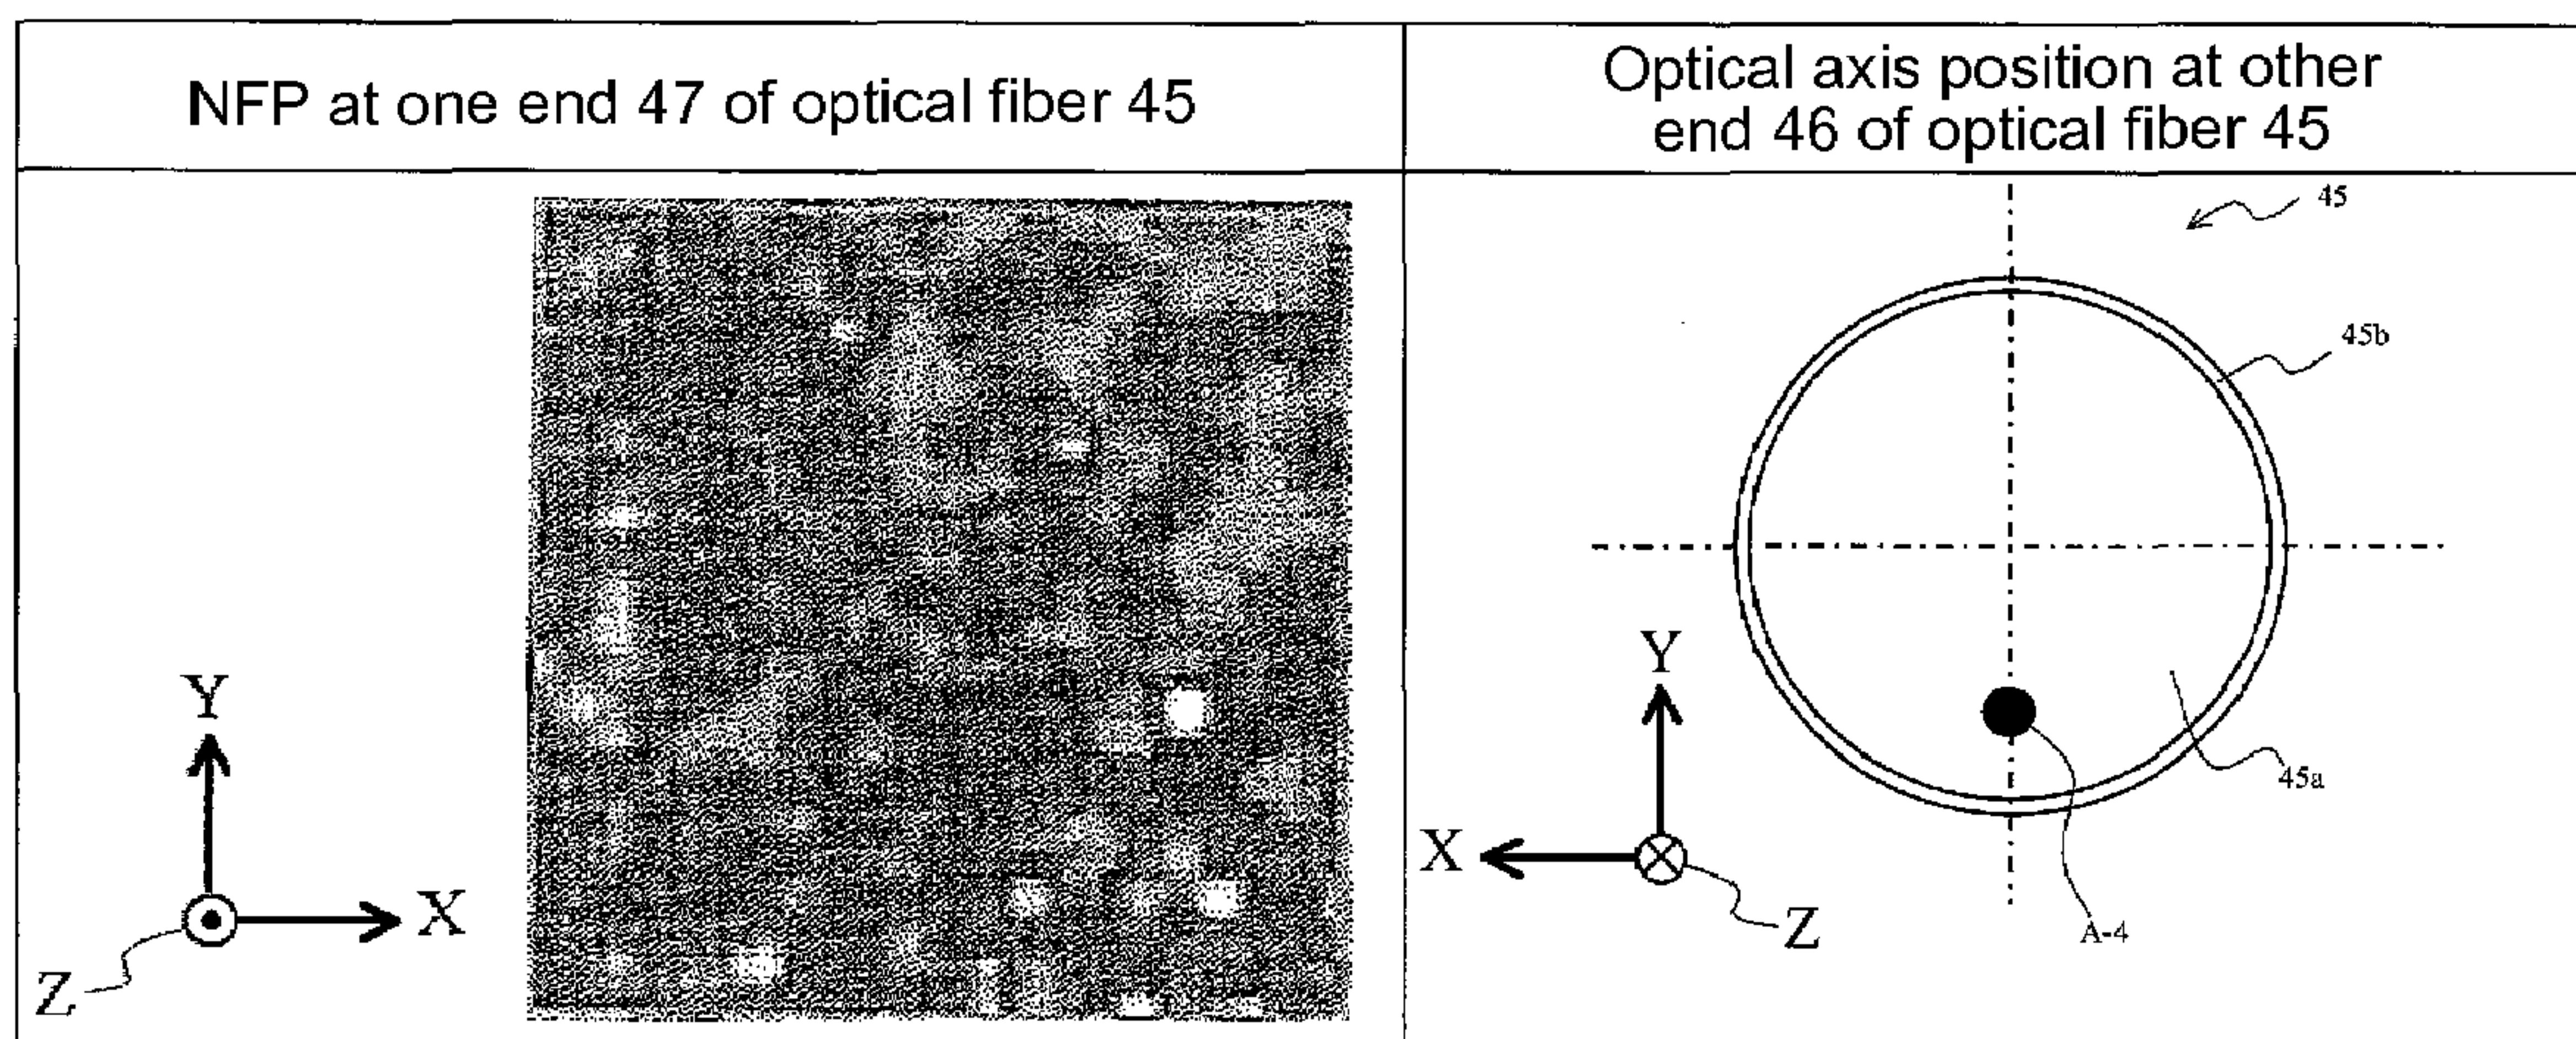 NFP at one end 47 of optical fiber 45
Optical axis position at other
end 46 of optical fiber 45
45
45b
Y
X
Z
Y
X
Z
45a
A-4